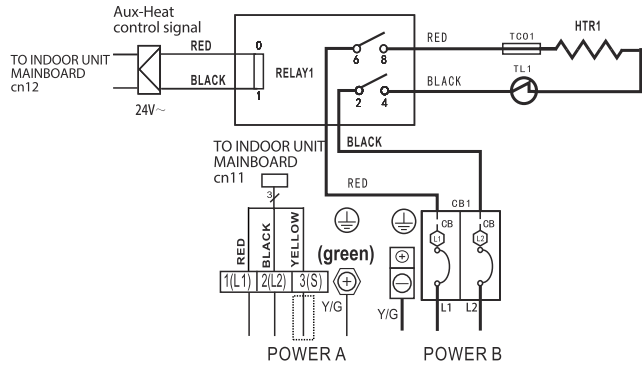 Aux-Heat
control signal
TO INDOOR UNIT
MAINBOARD
cn12
RED
BLACK
24V～
0
1
RELAY1
6
8
2
4
RED
TCO1
HTR1
BLACK
TL1
BLACK
RED
TO INDOOR UNIT
MAINBOARD
cn11
3
RED
BLACK
YELLOW
(green)
1(L1)
2(L2)
3(S)
Y/G
Y/G
CB1
CB
CB
L1
L2
L1
L2
POWER A
POWER B